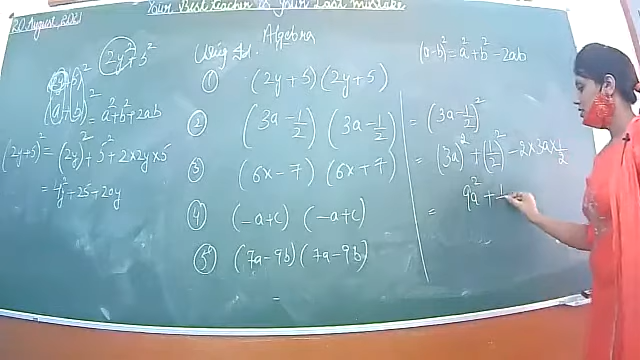 Your Best teacher is your Last mistake
20 August, 202
Algebra
2y² + 5²
(a+b)² = a² + b² + 2ab
(2y+5)² = (2y)² + 5² + 2×2y×5
= 4y² + 25 + 20y
Using Id.
① (2y+5)(2y+5)
② (3a-1/2)(3a-1/2)
③ (6x-7)(6x+7)
④ (-a+c)(-a+c)
⑤ (7a-9b)(7a-9b)
(a-b)² = a² + b² - 2ab
= (3a-1/2)²
= (3a)² + (1/2)² - 2×3a×1/2
= 9a² + 1